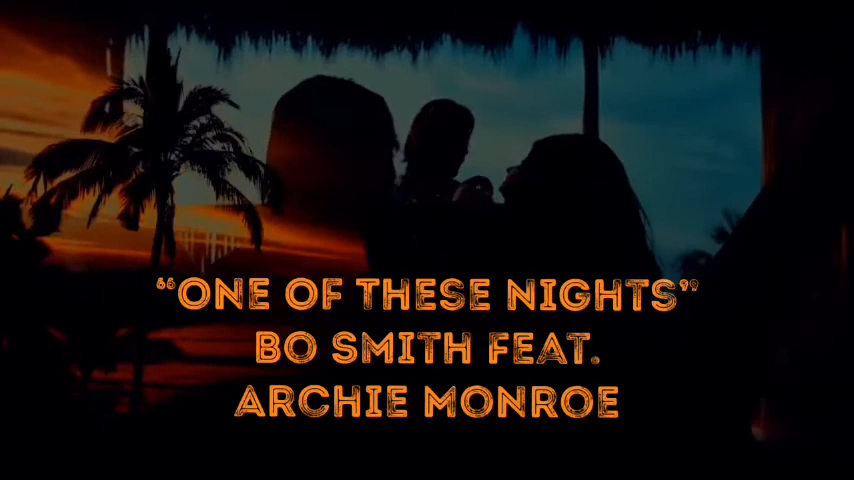 “ONE OF THESE NIGHTS”
BO SMITH FEAT.
ARCHIE MONROE